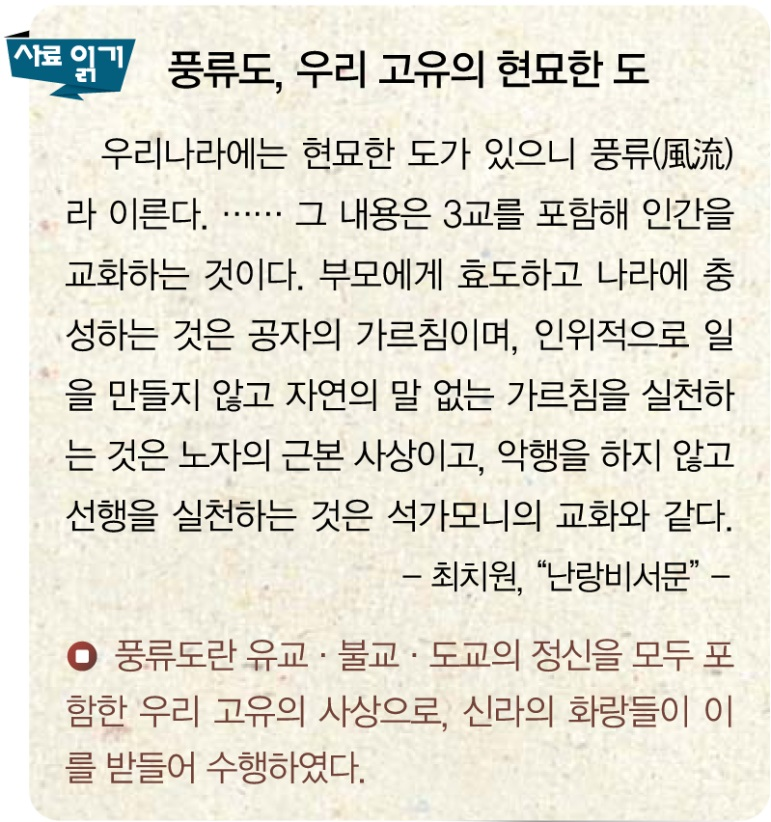 사료 읽기
풍류도, 우리 고유의 현묘한 도
우리나라에는 현묘한 도가 있으니 풍류(風流)
라 이른다. …… 그 내용은 3교를 포함해 인간을
교화하는 것이다. 부모에게 효도하고 나라에 충
성하는 것은 공자의 가르침이며, 인위적으로 일
을 만들지 않고 자연의 말 없는 가르침을 실천하
는 것은 노자의 근본 사상이고, 악행을 하지 않고
선행을 실천하는 것은 석가모니의 교화와 같다.
– 최치원, “난랑비서문” –
풍류도란 유교 · 불교 · 도교의 정신을 모두 포
함한 우리 고유의 사상으로, 신라의 화랑들이 이
를 받들어 수행하였다.